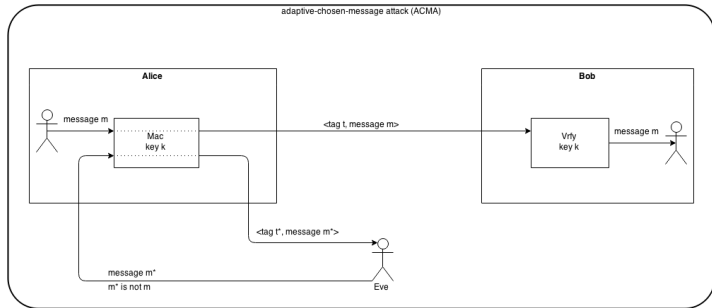 adaptive-chosen-message attack (ACMA)
Alice
Bob
message m
Mac
key k
<tag t, message m>
Vrfy
key k
message m
<tag t*, message m*>
message m*
m* is not m
Eve